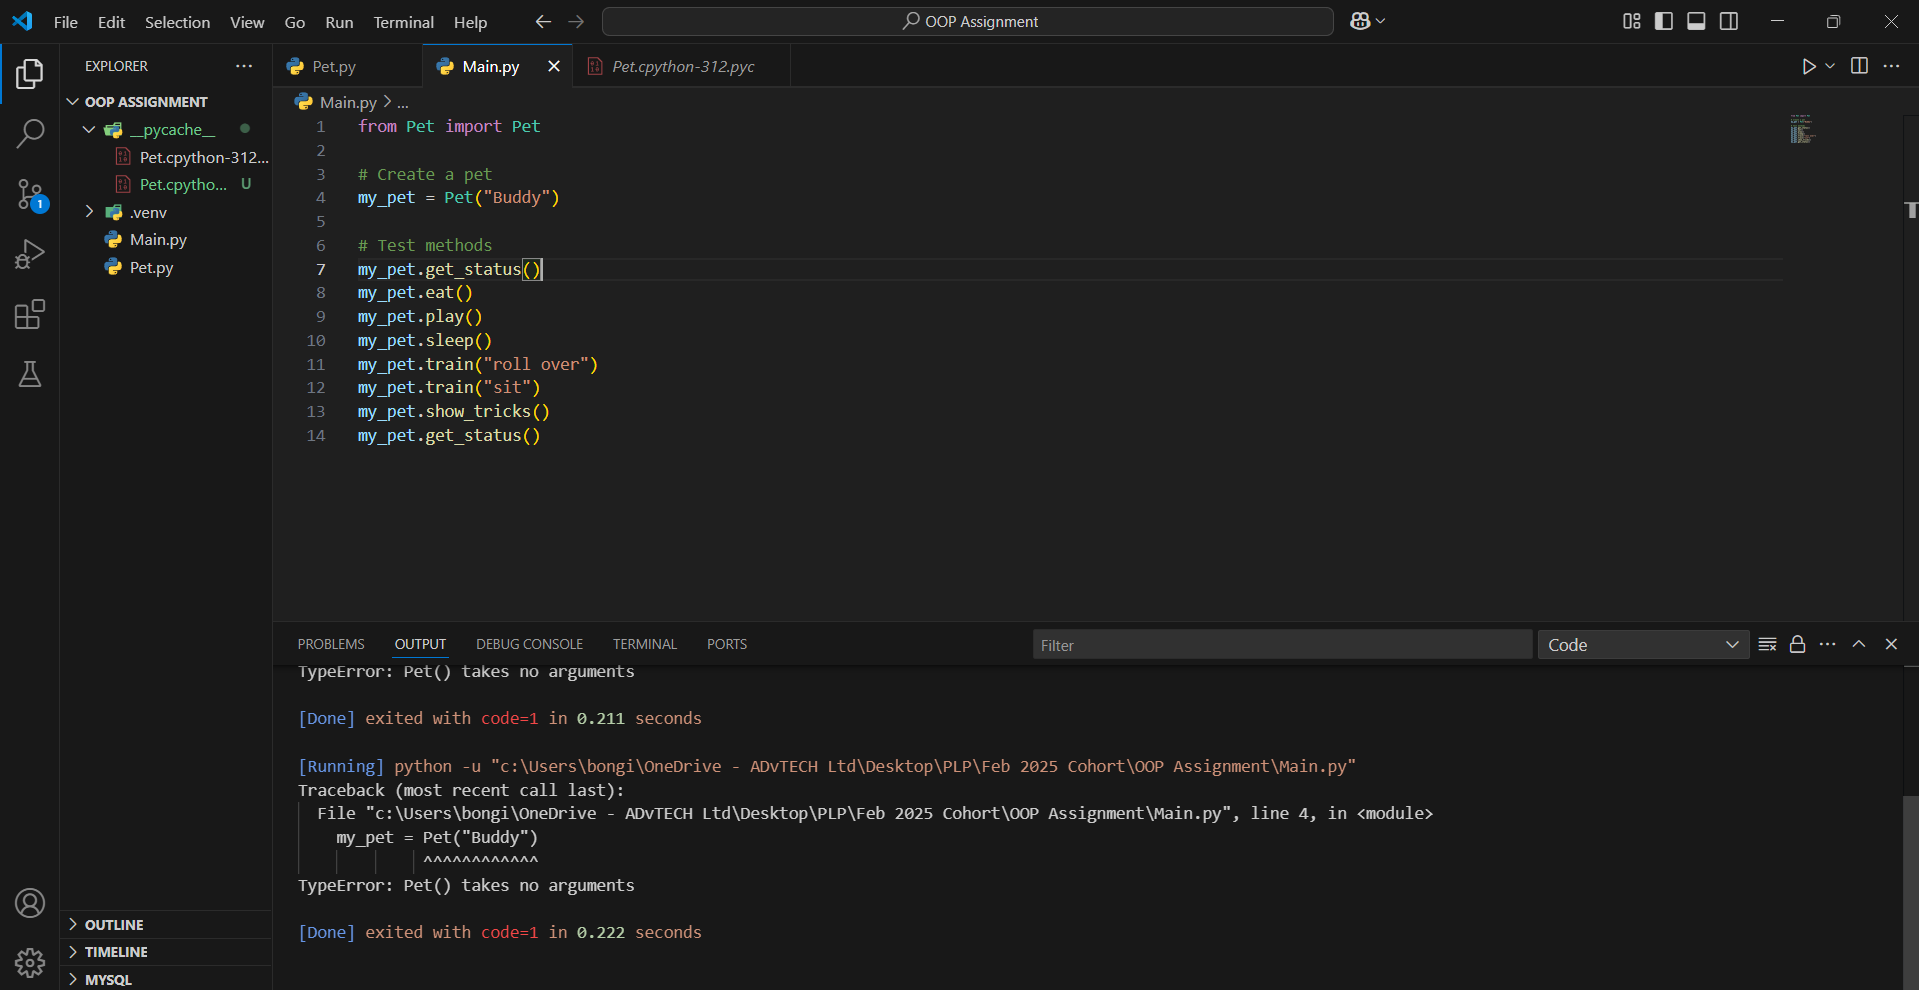 File Edit Selection View Go Run Terminal Help OOP Assignment
EXPLORER
OOP ASSIGNMENT
__pycache__
Pet.cpython-312...
Pet.cpytho... U
.venv
Main.py
Pet.py
OUTLINE
TIMELINE
MYSQL
1
Pet.py Main.py Pet.cpython-312.pyc
Main.py > ...
1 from Pet import Pet
2
3 # Create a pet
4 my_pet = Pet("Buddy")
5
6 # Test methods
7 my_pet.get_status()
8 my_pet.eat()
9 my_pet.play()
10 my_pet.sleep()
11 my_pet.train("roll over")
12 my_pet.train("sit")
13 my_pet.show_tricks()
14 my_pet.get_status()
PROBLEMS OUTPUT DEBUG CONSOLE TERMINAL PORTS Filter Code
TypeError: Pet() takes no arguments
[Done] exited with code=1 in 0.211 seconds
[Running] python -u "c:\Users\bongi\OneDrive - ADvTECH Ltd\Desktop\PLP\Feb 2025 Cohort\OOP Assignment\Main.py"
Traceback (most recent call last):
File "c:\Users\bongi\OneDrive - ADvTECH Ltd\Desktop\PLP\Feb 2025 Cohort\OOP Assignment\Main.py", line 4, in <module>
my_pet = Pet("Buddy")
^^^^^^^^^^^^
TypeError: Pet() takes no arguments
[Done] exited with code=1 in 0.222 seconds